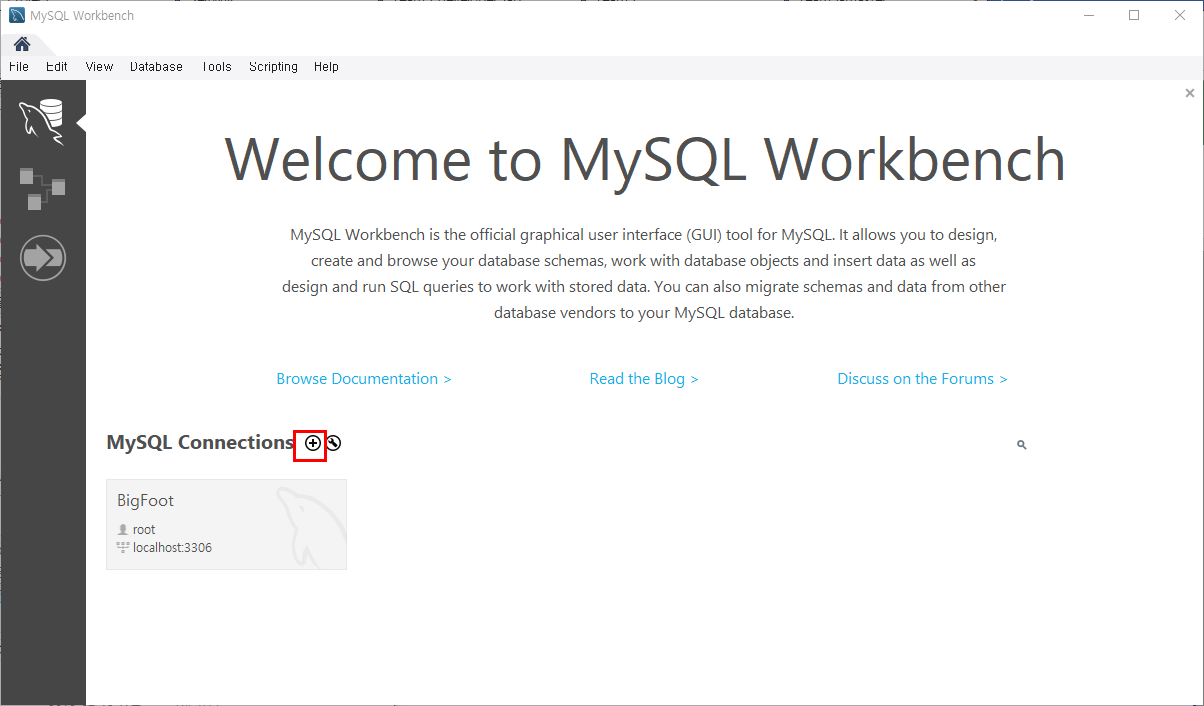 MySQL Workbench
File Edit View Database Tools Scripting Help
Welcome to MySQL Workbench
MySQL Workbench is the official graphical user interface (GUI) tool for MySQL. It allows you to design,
create and browse your database schemas, work with database objects and insert data as well as
design and run SQL queries to work with stored data. You can also migrate schemas and data from other
database vendors to your MySQL database.
Browse Documentation > Read the Blog > Discuss on the Forums >
MySQL Connections
BigFoot
root
localhost:3306